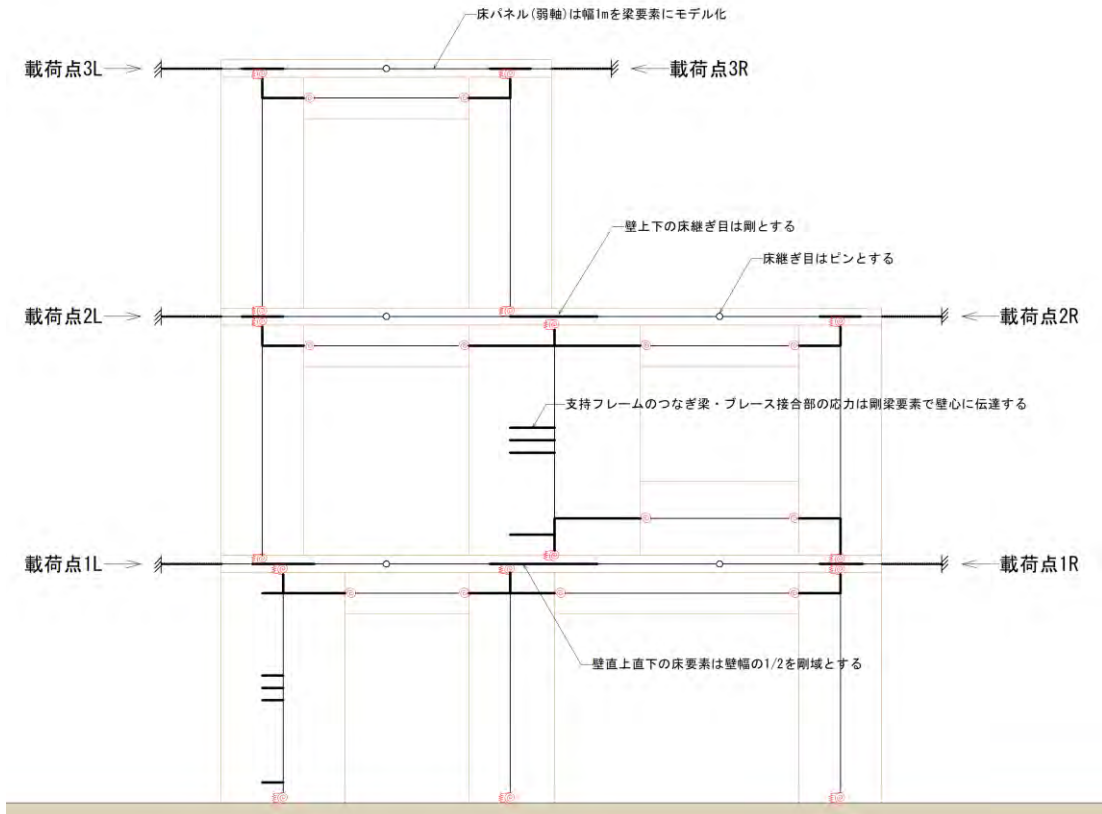 床パネル(弱軸)は幅1mを梁要素にモデル化
載荷点3L
載荷点3R
壁上下の床継ぎ目は剛とする
床継ぎ目はピンとする
載荷点2L
載荷点2R
支持フレームのつなぎ梁・ブレース接合部の応力は剛梁要素で壁心に伝達する
載荷点1L
載荷点1R
壁直上直下の床要素は壁幅の1/2を剛域とする